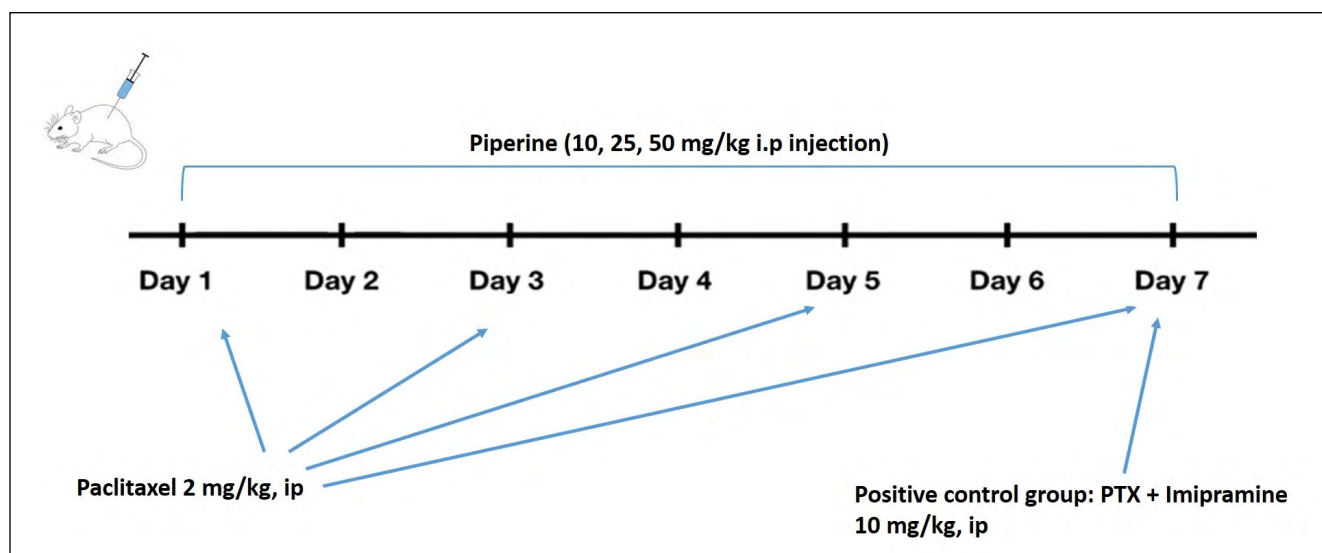 Piperine (10, 25, 50 mg/kg i.p injection)
Day 1 Day 2 Day 3 Day 4 Day 5 Day 6 Day 7
Paclitaxel 2 mg/kg, ip
Positive control group: PTX + Imipramine
10 mg/kg, ip